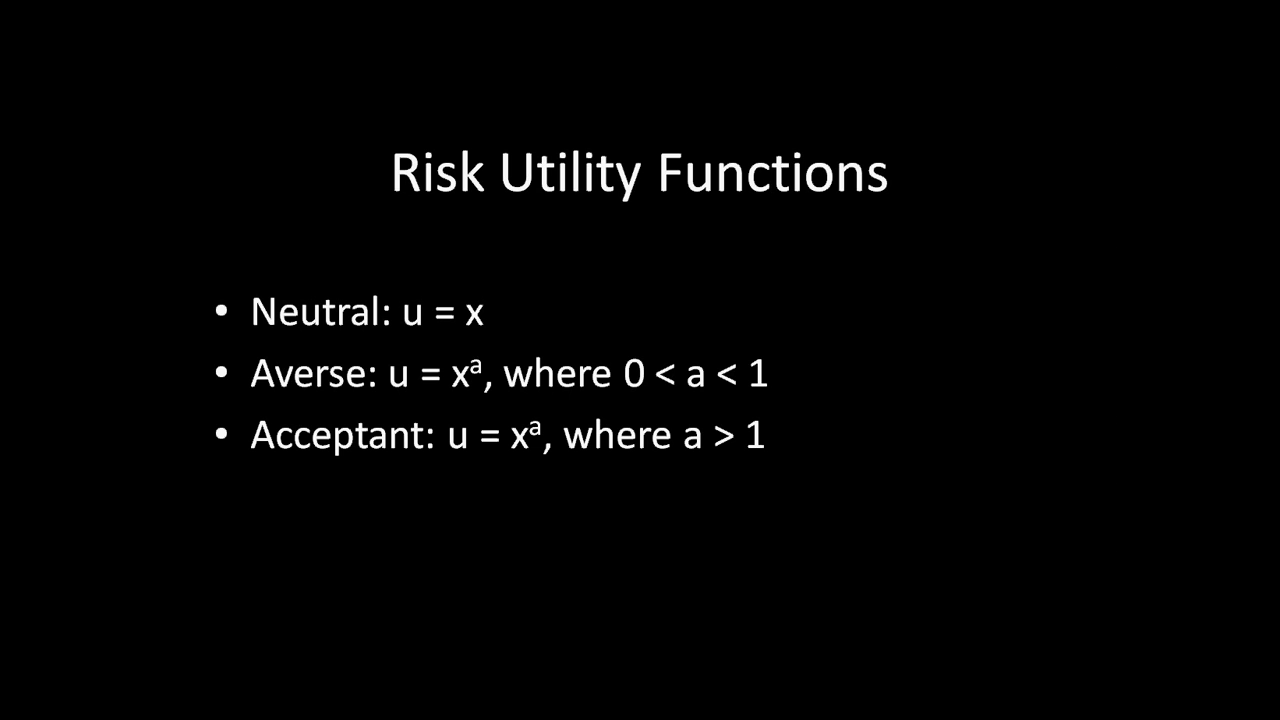 Risk Utility Functions
• Neutral: u = x
• Averse: u = xᵃ, where 0 < a < 1
• Acceptant: u = xᵃ, where a > 1